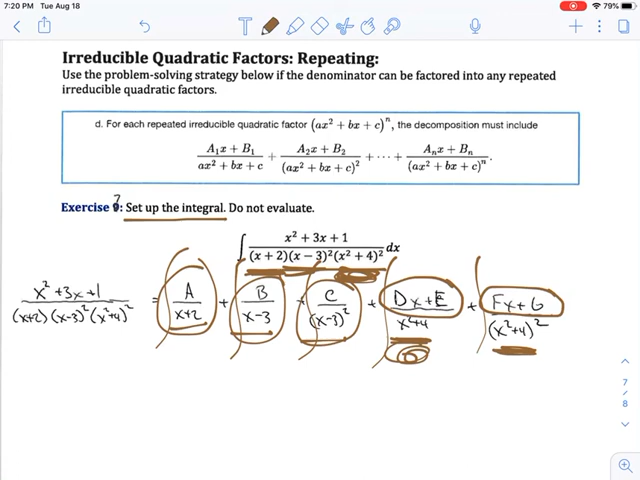 7:20 PM Tue Aug 18
79%
Irreducible Quadratic Factors: Repeating:
Use the problem-solving strategy below if the denominator can be factored into any repeated
irreducible quadratic factors.
d. For each repeated irreducible quadratic factor (ax² + bx + c)ⁿ, the decomposition must include
(A₁x + B₁)/(ax² + bx + c) + (A₂x + B₂)/(ax² + bx + c)² + ⋯ + (Aₙx + Bₙ)/(ax² + bx + c)ⁿ.
Exercise 7: Set up the integral. Do not evaluate.
∫ (x² + 3x + 1)/((x + 2)(x − 3)²(x² + 4)²) dx
(x² + 3x + 1)/((x+2)(x-3)²(x²+4)²) = A/(x+2) + B/(x-3) + C/(x-3)² + (Dx+E)/(x²+4) + (Fx+G)/(x²+4)²
7
8